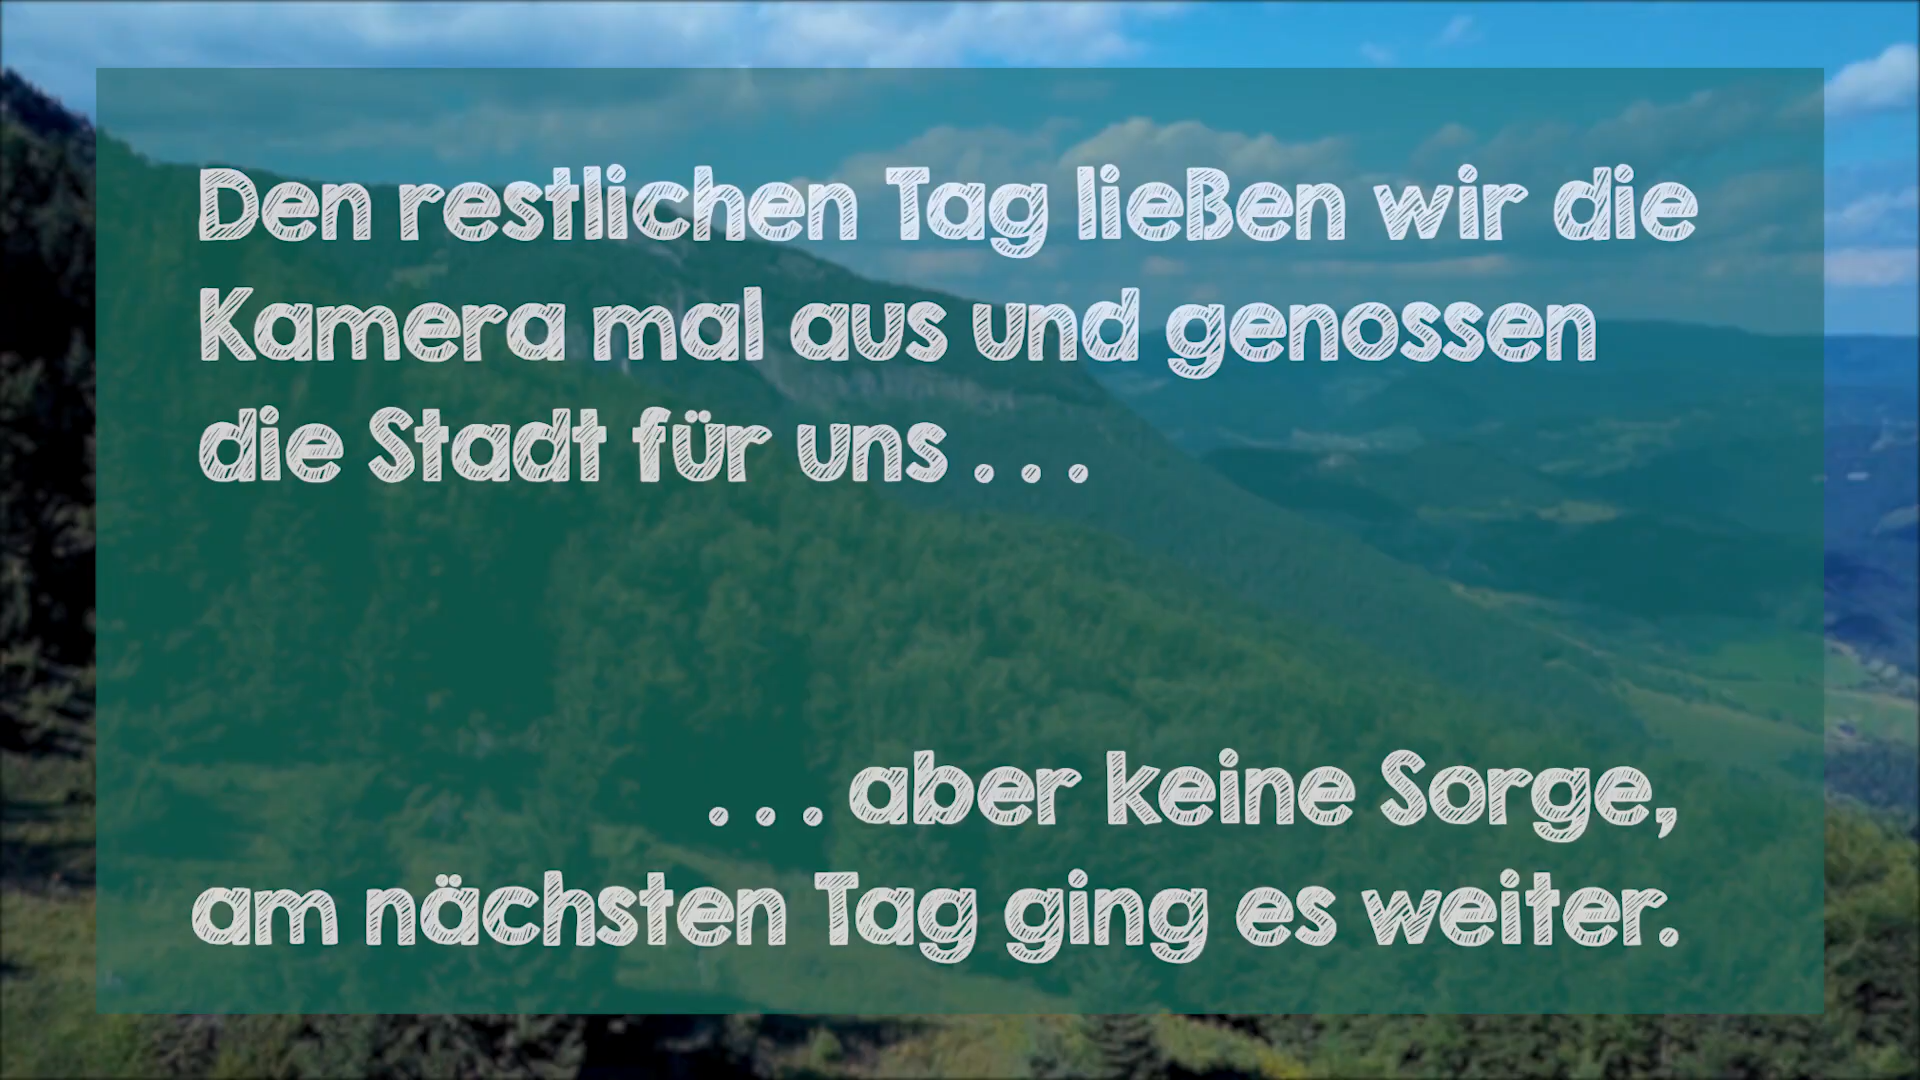 Den restlichen Tag ließen wir die
Kamera mal aus und genossen
die Stadt für uns . . .
. . . aber keine Sorge,
am nächsten Tag ging es weiter.